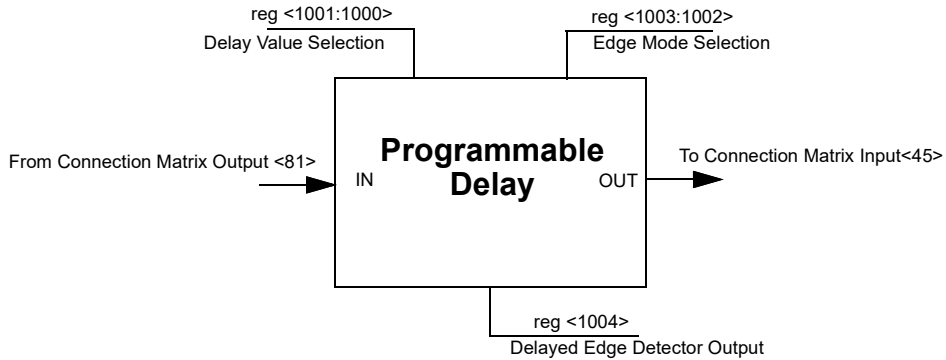 reg <1001:1000>
Delay Value Selection
reg <1003:1002>
Edge Mode Selection
Programmable
Delay
From Connection Matrix Output <81>
IN
OUT
To Connection Matrix Input<45>
reg <1004>
Delayed Edge Detector Output